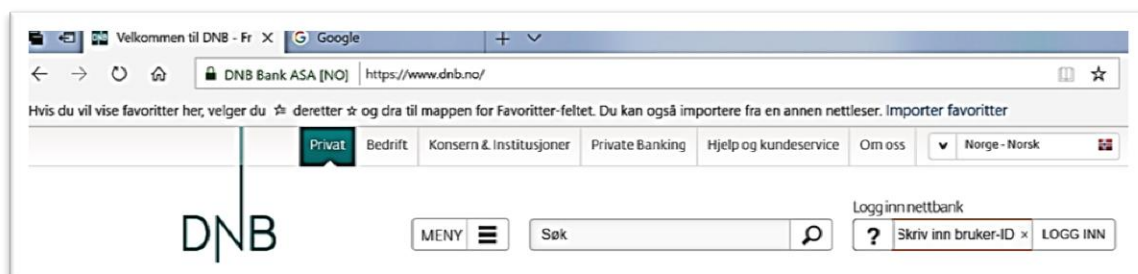 Velkommen til DNB - Fr Google
DNB Bank ASA [NO] https://www.dnb.no/
Hvis du vil vise favoritter her, velger du deretter og dra til mappen for Favoritter-feltet. Du kan også importere fra en annen nettleser. Importer favoritter
Privat Bedrift Konsern & Institusjoner Private Banking Hjelp og kundeservice Om oss Norge - Norsk
Logg inn nettbank
DNB MENY Søk ? Skriv inn bruker-ID × LOGG INN